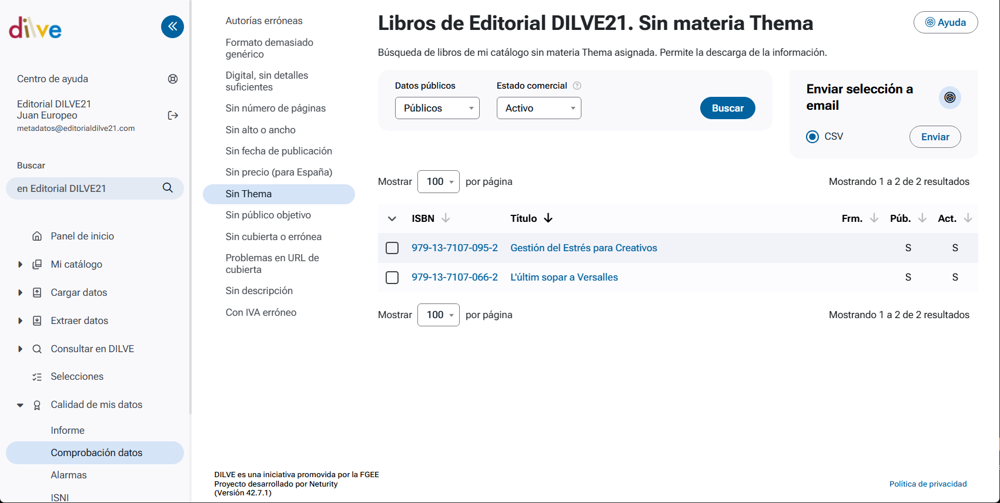 dilve
Centro de ayuda
Editorial DILVE21
Juan Europeo
metadatos@editorialdilve21.com
Buscar
en Editorial DILVE21
Panel de inicio
Mi catálogo
Cargar datos
Extraer datos
Consultar en DILVE
Selecciones
Calidad de mis datos
Informe
Comprobación datos
Alarmas
ISNI
Autorías erróneas
Formato demasiado
genérico
Digital, sin detalles
suficientes
Sin número de páginas
Sin alto o ancho
Sin fecha de publicación
Sin precio (para España)
Sin Thema
Sin público objetivo
Sin cubierta o errónea
Problemas en URL de
cubierta
Sin descripción
Con IVA erróneo
Libros de Editorial DILVE21. Sin materia Thema
Ayuda
Búsqueda de libros de mi catálogo sin materia Thema asignada. Permite la descarga de la información.
Datos públicos
Estado comercial ?
Públicos
Activo
Buscar
Enviar selección a
email
CSV
Enviar
Mostrar 100 por página
Mostrando 1 a 2 de 2 resultados
ISBN Título Frm. Púb. Act.
979-13-7107-095-2 Gestión del Estrés para Creativos S S
979-13-7107-066-2 L'últim sopar a Versalles S S
Mostrar 100 por página
Mostrando 1 a 2 de 2 resultados
DILVE es una iniciativa promovida por la FGEE
Proyecto desarrollado por Neturity
(Versión 42.7.1)
Política de privacidad